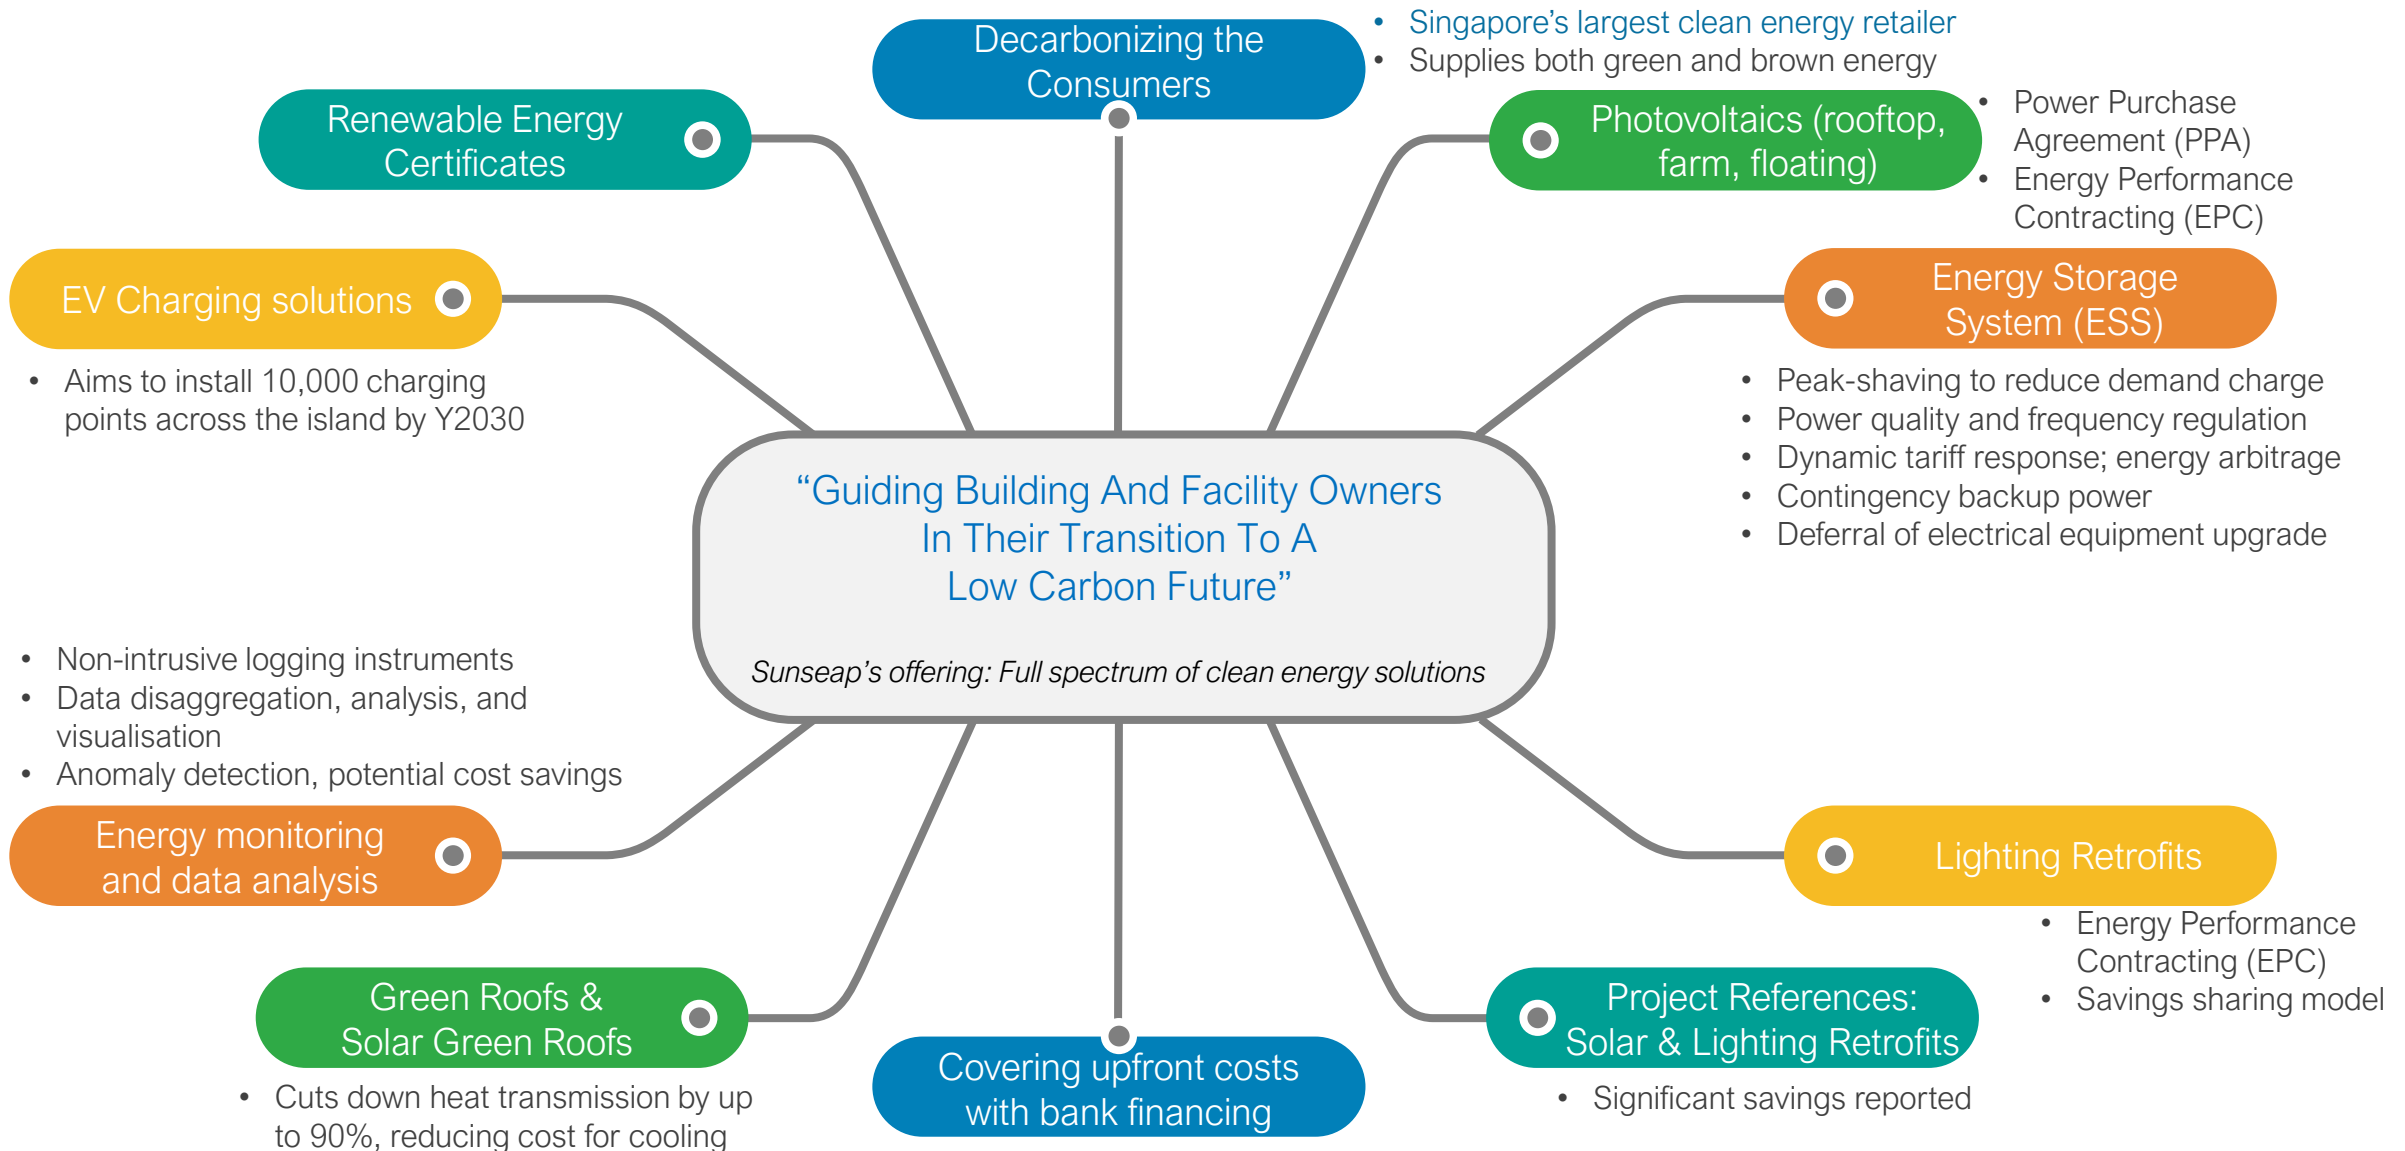 Decarbonizing the
Consumers
• Singapore’s largest clean energy retailer
• Supplies both green and brown energy
Renewable Energy
Certificates
Photovoltaics (rooftop,
farm, floating)
• Power Purchase
Agreement (PPA)
• Energy Performance
Contracting (EPC)
EV Charging solutions
• Aims to install 10,000 charging
points across the island by Y2030
Energy Storage
System (ESS)
• Peak-shaving to reduce demand charge
• Power quality and frequency regulation
• Dynamic tariff response; energy arbitrage
• Contingency backup power
• Deferral of electrical equipment upgrade
“Guiding Building And Facility Owners
In Their Transition To A
Low Carbon Future”
Sunseap’s offering: Full spectrum of clean energy solutions
• Non-intrusive logging instruments
• Data disaggregation, analysis, and
visualisation
• Anomaly detection, potential cost savings
Energy monitoring
and data analysis
Lighting Retrofits
• Energy Performance
Contracting (EPC)
• Savings sharing model
Green Roofs &
Solar Green Roofs
• Cuts down heat transmission by up
to 90%, reducing cost for cooling
Covering upfront costs
with bank financing
Project References:
Solar & Lighting Retrofits
• Significant savings reported